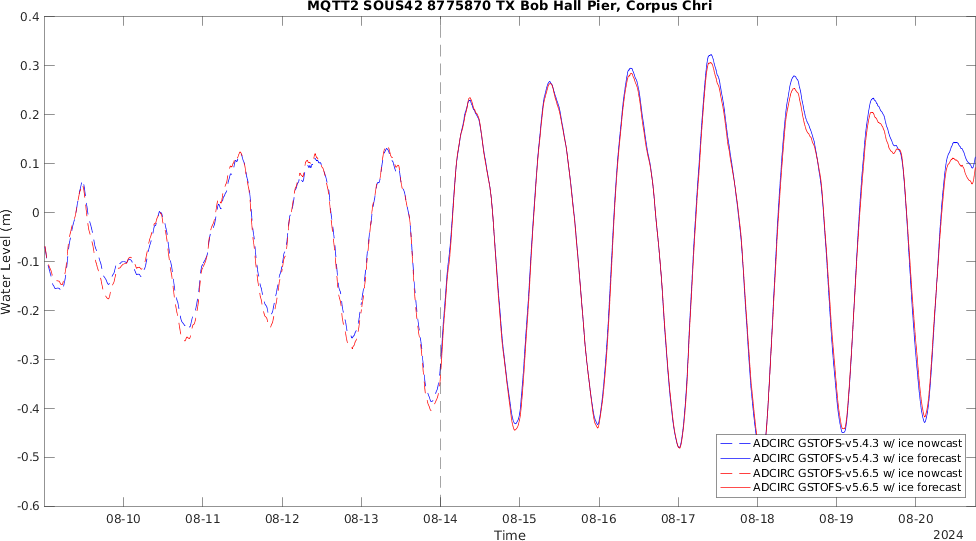 MQTT2 SOUS42 8775870 TX Bob Hall Pier, Corpus Chri
0.4
0.3
0.2
0.1
0
-0.1
-0.2
-0.3
-0.4
-0.5
-0.6
Water Level (m)
ADCIRC GSTOFS-v5.4.3 w/ ice nowcast
ADCIRC GSTOFS-v5.4.3 w/ ice forecast
ADCIRC GSTOFS-v5.6.5 w/ ice nowcast
ADCIRC GSTOFS-v5.6.5 w/ ice forecast
08-10 08-11 08-12 08-13 08-14 08-15 08-16 08-17 08-18 08-19 08-20
Time
2024